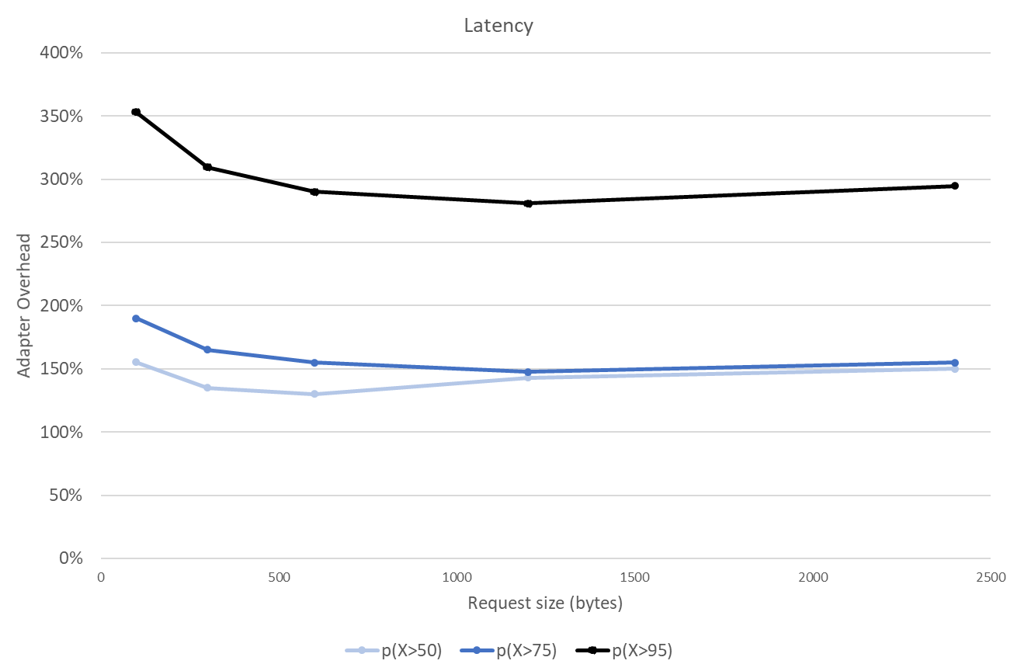 Latency
400%
350%
300%
250%
200%
150%
100%
50%
0%
Adapter Overhead
0 500 1000 1500 2000 2500
Request size (bytes)
p(X>50) p(X>75) p(X>95)